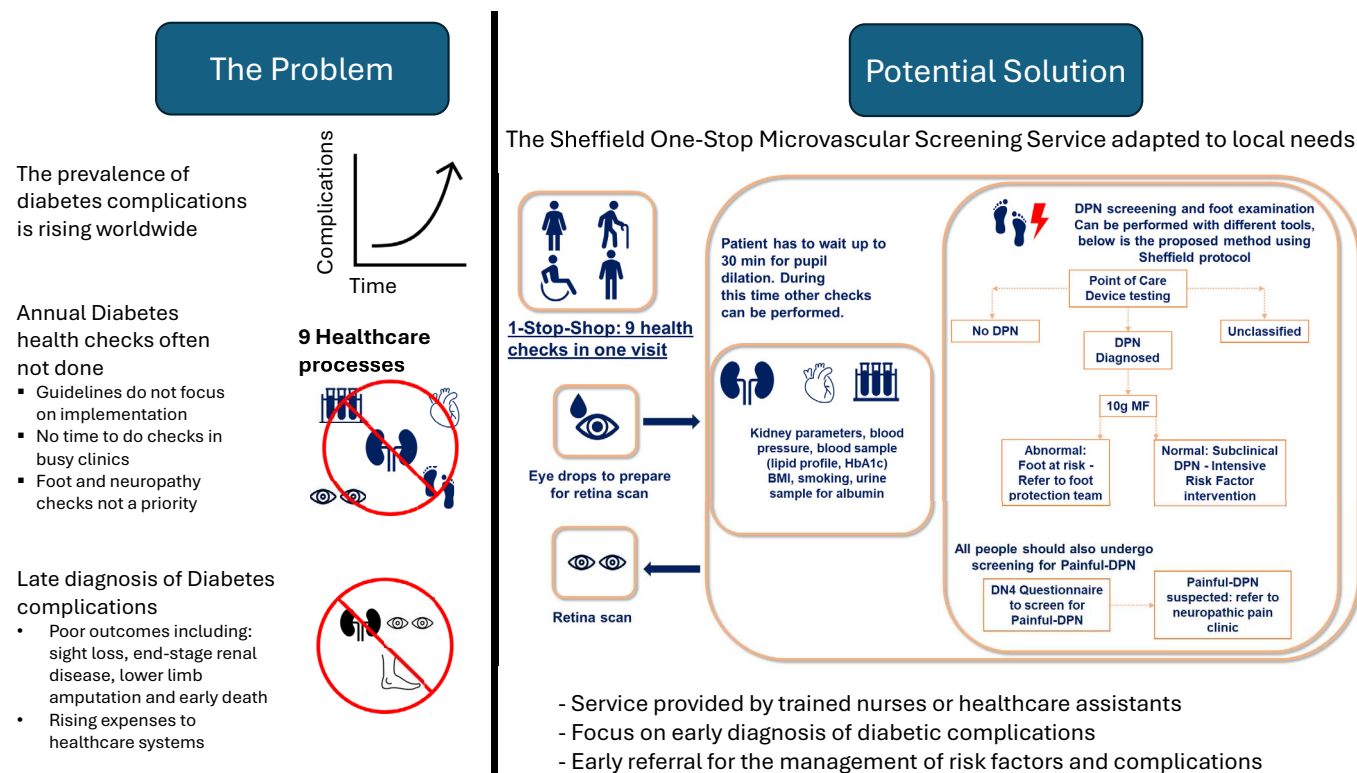 The Problem
The prevalence of
diabetes complications
is rising worldwide
Complications
Time
Annual Diabetes
health checks often
not done
▪ Guidelines do not focus
on implementation
▪ No time to do checks in
busy clinics
▪ Foot and neuropathy
checks not a priority
9 Healthcare
processes
Late diagnosis of Diabetes
complications
• Poor outcomes including:
sight loss, end-stage renal
disease, lower limb
amputation and early death
• Rising expenses to
healthcare systems
Potential Solution
The Sheffield One-Stop Microvascular Screening Service adapted to local needs
1-Stop-Shop: 9 health
checks in one visit
Eye drops to prepare
for retina scan
Retina scan
Patient has to wait up to
30 min for pupil
dilation. During
this time other checks
can be performed.
Kidney parameters, blood
pressure, blood sample
(lipid profile, HbA1c)
BMI, smoking, urine
sample for albumin
DPN screeening and foot examination
Can be performed with different tools,
below is the proposed method using
Sheffield protocol
Point of Care
Device testing
No DPN
DPN
Diagnosed
Unclassified
10g MF
Abnormal:
Foot at risk -
Refer to foot
protection team
Normal: Subclinical
DPN - Intensive
Risk Factor
intervention
All people should also undergo
screening for Painful-DPN
DN4 Questionnaire
to screen for
Painful-DPN
Painful-DPN
suspected: refer to
neuropathic pain
clinic
- Service provided by trained nurses or healthcare assistants
- Focus on early diagnosis of diabetic complications
- Early referral for the management of risk factors and complications